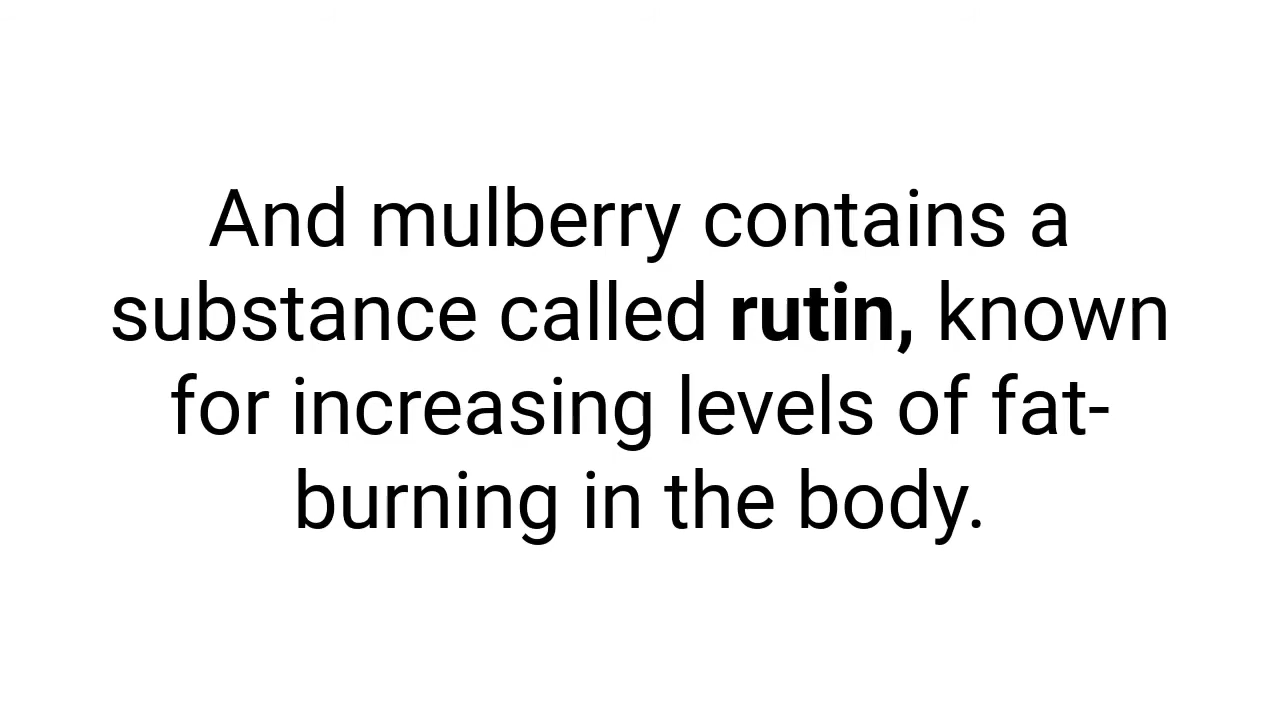 And mulberry contains a
substance called rutin, known
for increasing levels of fat-
burning in the body.